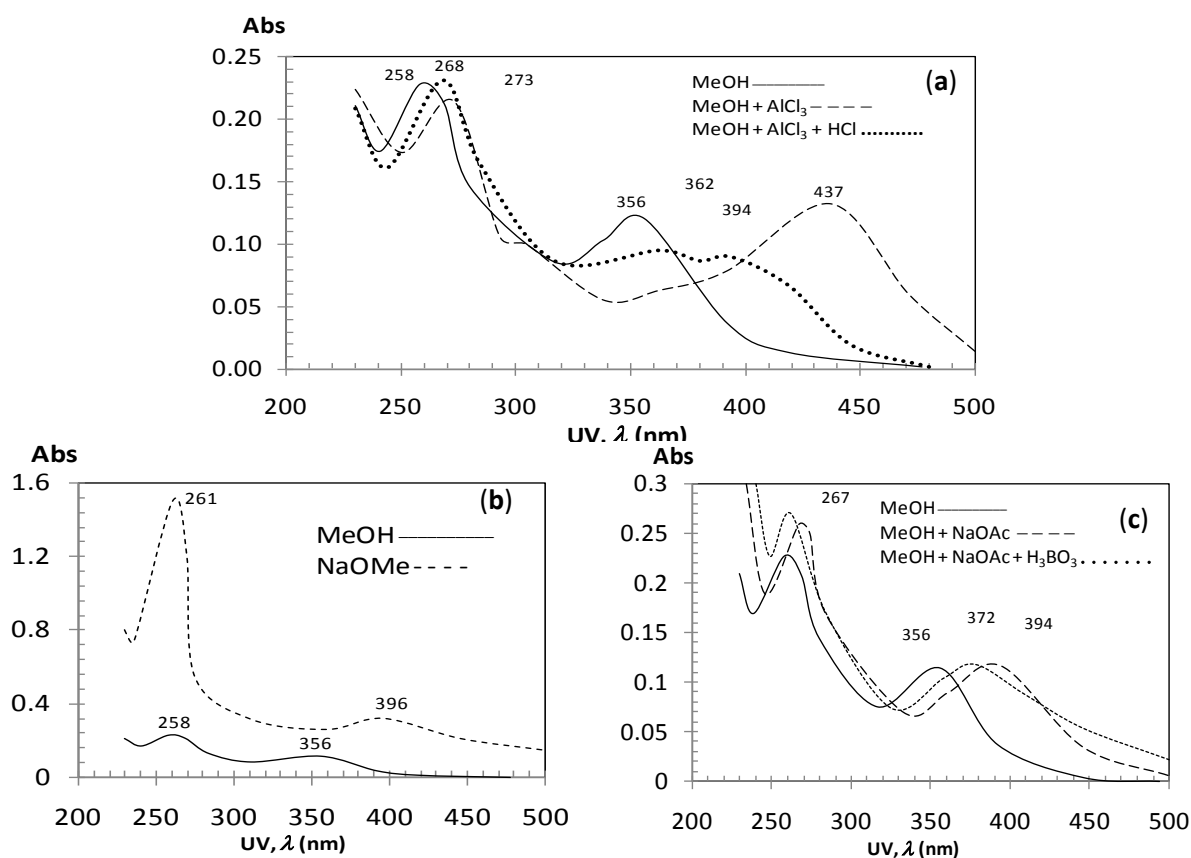 Abs
0.25
0.20
0.15
0.10
0.05
0.00
258
268
273
356
362
394
437
MeOH
MeOH + AlCl₃
MeOH + AlCl₃ + HCl
(a)
200 250 300 350 400 450 500
UV, λ (nm)
Abs
1.6
1.2
0.8
0.4
0
261
258
356
396
MeOH
NaOMe
(b)
200 250 300 350 400 450 500
UV, λ (nm)
Abs
0.3
0.25
0.2
0.15
0.1
0.05
0
267
356
372
394
MeOH
MeOH + NaOAc
MeOH + NaOAc + H₃BO₃
(c)
200 250 300 350 400 450 500
UV, λ (nm)